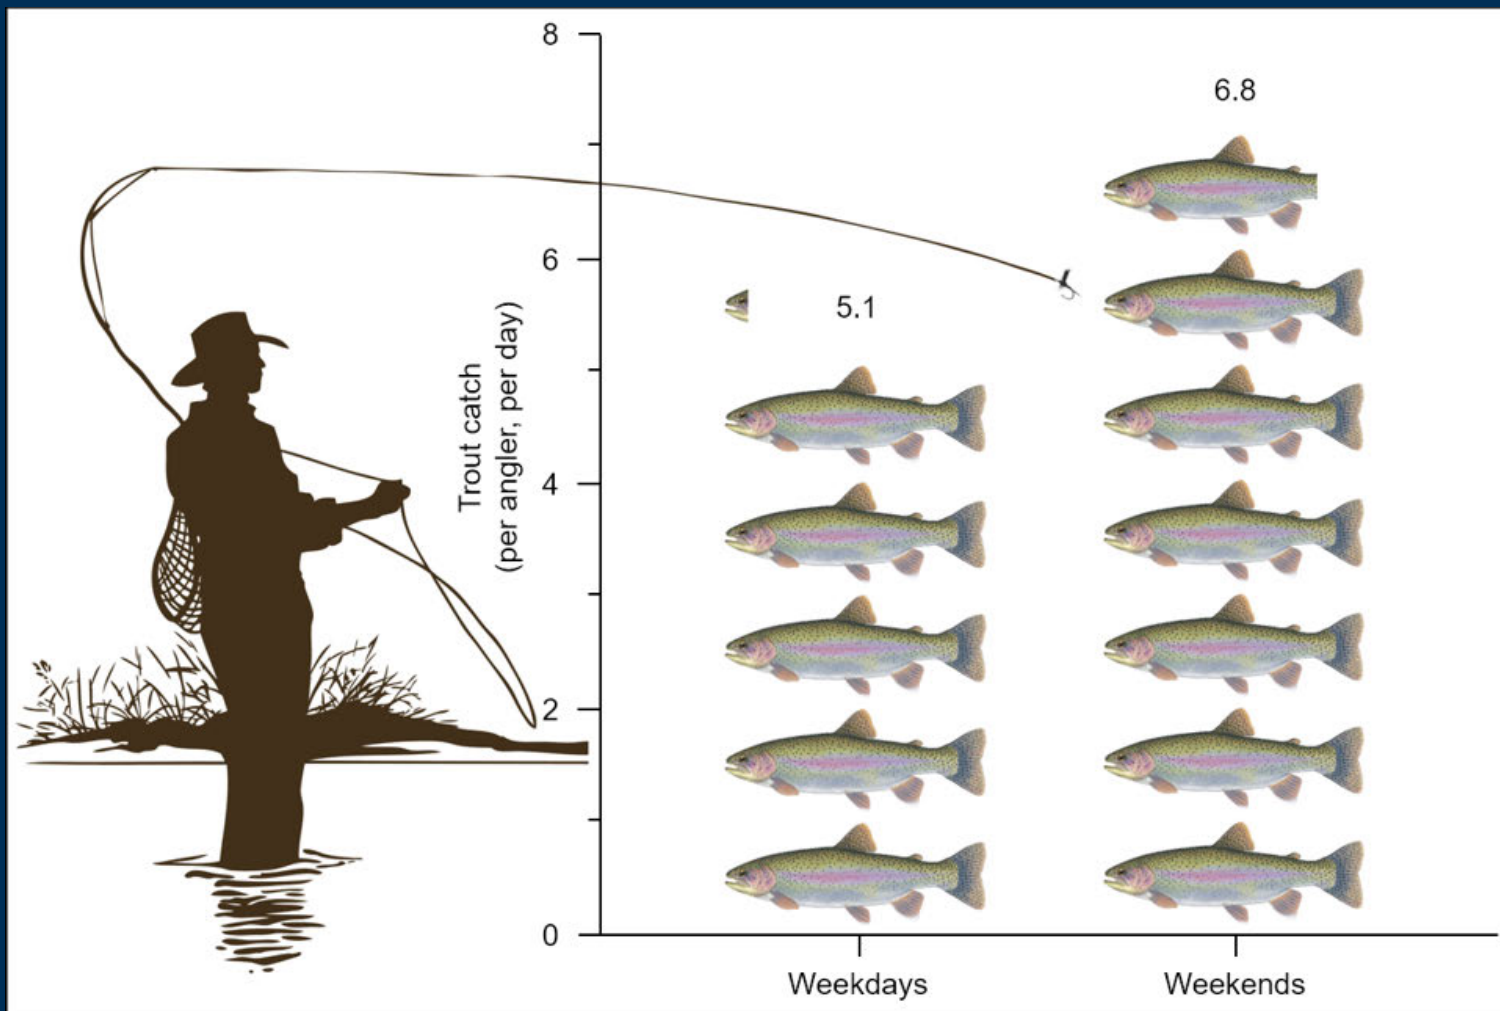 8
6
4
2
0
Trout catch
(per angler, per day)
5.1
6.8
Weekdays
Weekends